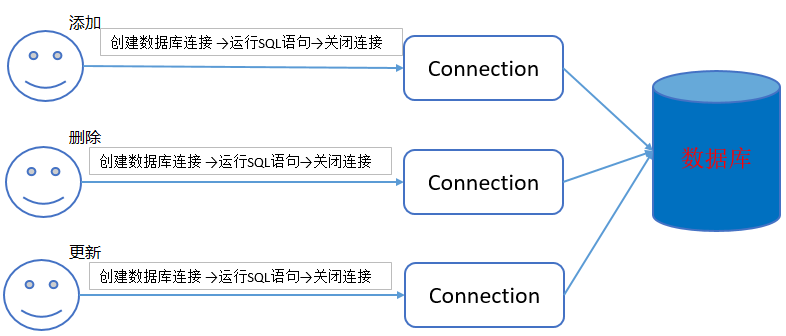 添加
创建数据库连接 →运行SQL语句→关闭连接
Connection
删除
创建数据库连接 →运行SQL语句→关闭连接
Connection
数据库
更新
创建数据库连接 →运行SQL语句→关闭连接
Connection